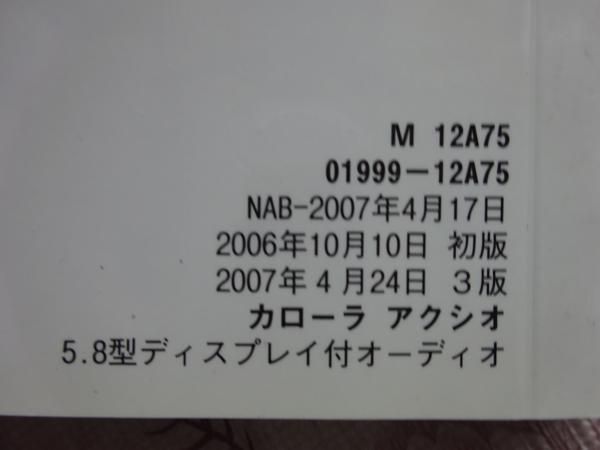 M 12A75
01999−12A75
NAB−2007年4月17日
2006年10月10日 初版
2007年 4 月24日 3版
カローラ アクシオ
5.8型ディスプレイ付オーディオ